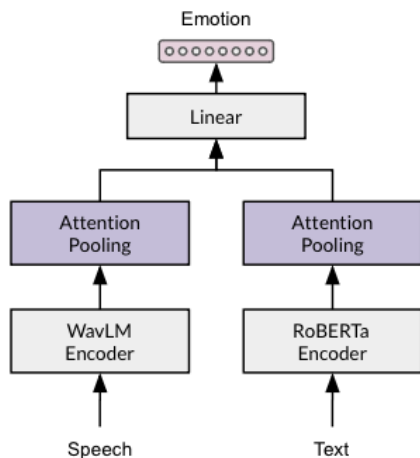 Emotion
Linear
Attention
Pooling
Attention
Pooling
WavLM
Encoder
RoBERTa
Encoder
Speech
Text